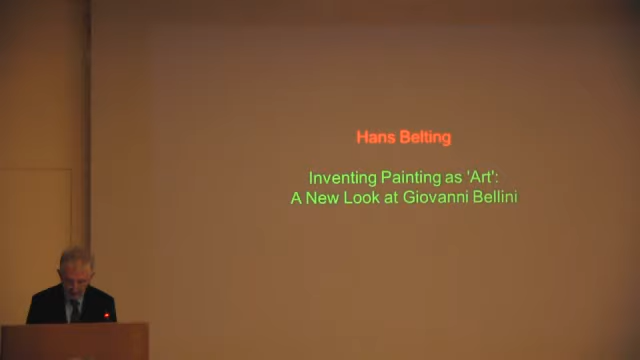 Hans Belting
Inventing Painting as 'Art':
A New Look at Giovanni Bellini